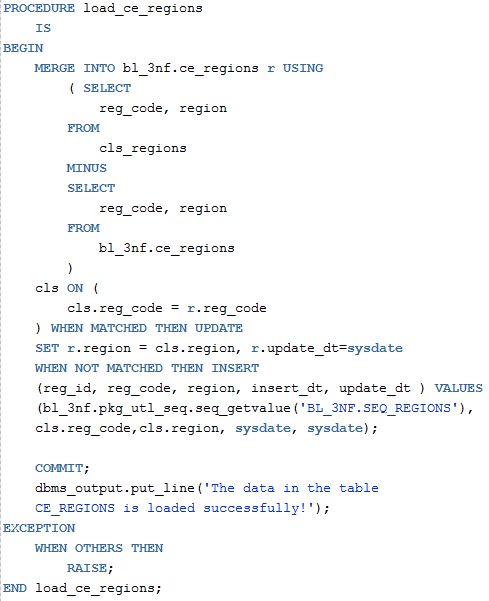 PROCEDURE load_ce_regions
IS
BEGIN
MERGE INTO bl_3nf.ce_regions r USING
( SELECT
reg_code, region
FROM
cls_regions
MINUS
SELECT
reg_code, region
FROM
bl_3nf.ce_regions
)
cls ON (
cls.reg_code = r.reg_code
) WHEN MATCHED THEN UPDATE
SET r.region = cls.region, r.update_dt=sysdate
WHEN NOT MATCHED THEN INSERT
(reg_id, reg_code, region, insert_dt, update_dt ) VALUES
(bl_3nf.pkg_utl_seq.seq_getvalue('BL_3NF.SEQ_REGIONS'),
cls.reg_code,cls.region, sysdate, sysdate);
COMMIT;
dbms_output.put_line('The data in the table
CE_REGIONS is loaded successfully!');
EXCEPTION
WHEN OTHERS THEN
RAISE;
END load_ce_regions;